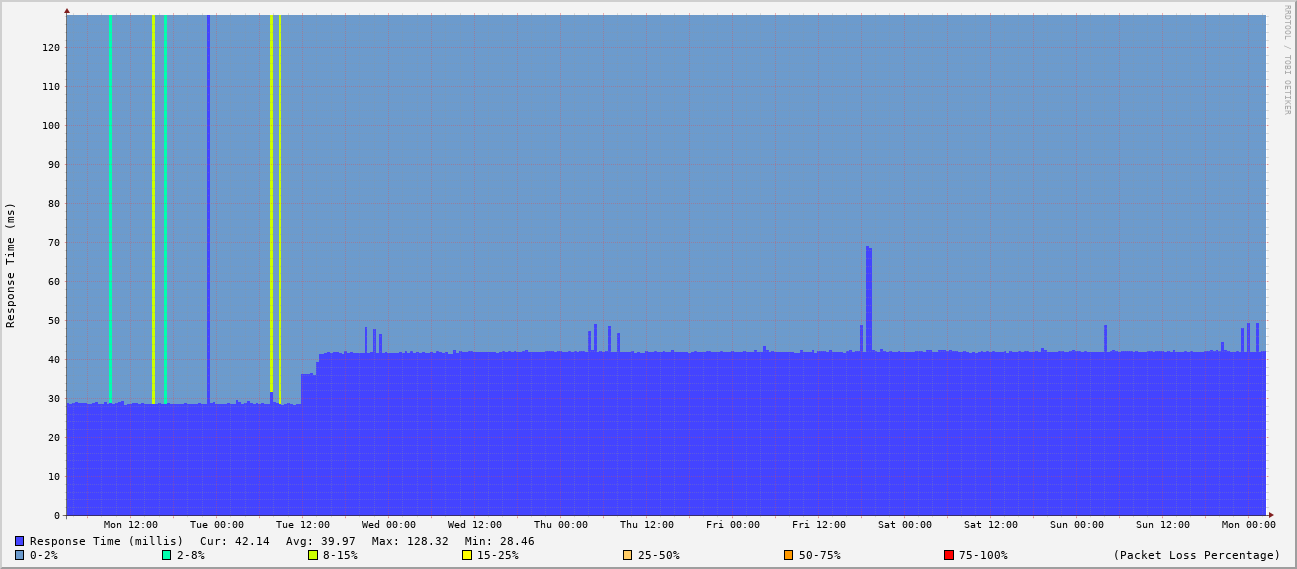 RRDTOOL / TOBI OETIKER
Response Time (ms)
120
110
100
90
80
70
60
50
40
30
20
10
0
Mon 12:00 Tue 00:00 Tue 12:00 Wed 00:00 Wed 12:00 Thu 00:00 Thu 12:00 Fri 00:00 Fri 12:00 Sat 00:00 Sat 12:00 Sun 00:00 Sun 12:00 Mon 00:00
Response Time (millis) Cur: 42.14 Avg: 39.97 Max: 128.32 Min: 28.46
0-2% 2-8% 8-15% 15-25% 25-50% 50-75% 75-100% (Packet Loss Percentage)